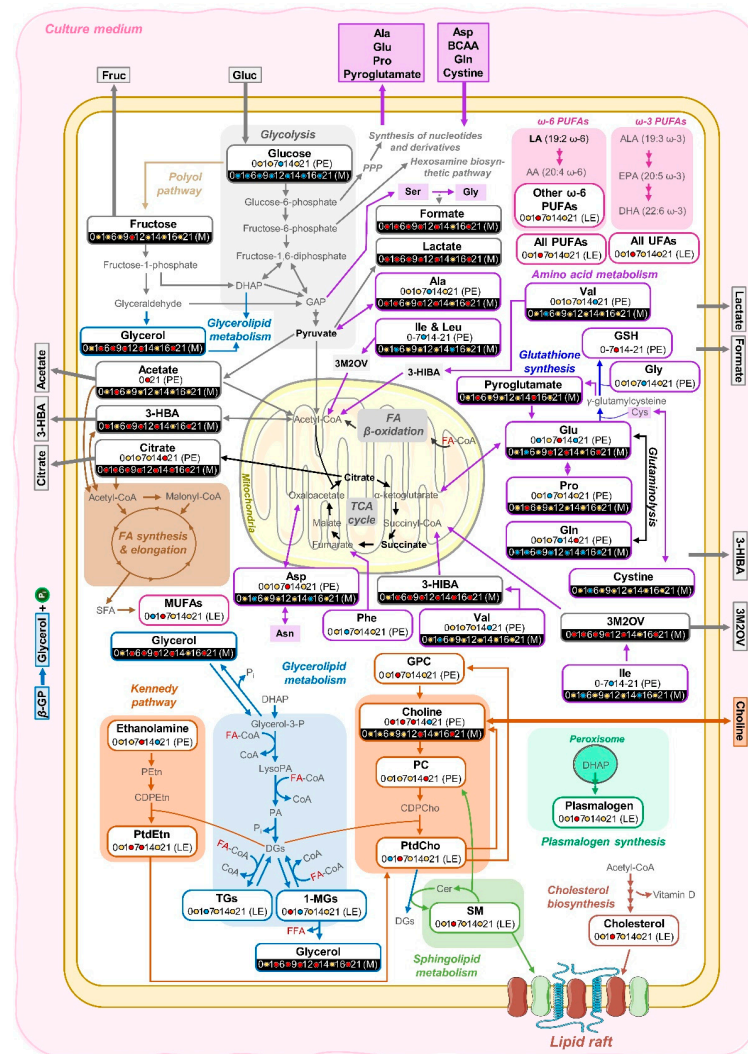 Culture medium
Ala
Glu
Pro
Pyroglutamate
Asp
BCAA
Gln
Cystine
Fruc
Gluc
Glycolysis
Glucose
0 1 7 14 21 (PE)
0 1 6 9 12 14 16 21 (M)
Synthesis of nucleotides
and derivatives
PPP
Hexosamine biosyn-
thetic pathway
ω-6 PUFAs
LA (19:2 ω-6)
AA (20:4 ω-6)
Other ω-6
PUFAs
0 1 7 14 21 (LE)
ω-3 PUFAs
ALA (19:3 ω-3)
EPA (20:5 ω-3)
DHA (22:6 ω-3)
All PUFAs
0 1 7 14 21 (LE)
All UFAs
0 1 7 14 21 (LE)
Polyol
pathway
Glucose-6-phosphate
Ser
Gly
Formate
0 1 6 9 12 14 16 21 (M)
Fructose
0 1 6 9 12 14 16 21 (M)
Fructose-6-phosphate
Lactate
0 1 6 9 12 14 16 21 (M)
Fructose-1-phosphate
Fructose-1,6-diphosphate
Amino acid metabolism
DHAP
GAP
Ala
0 1 7 14 21 (PE)
0 1 6 9 12 14 16 21 (M)
Val
0 1 7 14 21 (PE)
0 1 6 9 12 14 16 21 (M)
Glyceraldehyde
Glycerolipid
metabolism
Glycerol
0 1 6 9 12 14 16 21 (M)
Pyruvate
Ile & Leu
0-7 14-21 (PE)
0 1 6 9 12 14 16 21 (M)
GSH
0-7 14-21 (PE)
Lactate
Formate
Acetate
0 21 (PE)
0 1 6 9 12 14 16 21 (M)
3M2OV
3-HIBA
Glutathione
synthesis
Gly
0 1 7 14 21 (PE)
Pyroglutamate
0 1 6 9 12 14 16 21 (M)
γ-glutamylcysteine
Cys
Acetate
3-HBA
Citrate
3-HBA
0 1 6 9 12 14 16 21 (M)
Acetyl-CoA
FA
β-oxidation
FA-CoA
Glu
0 1 7 14 21 (PE)
0 1 6 9 12 14 16 21 (M)
Citrate
0 1 7 14 21 (PE)
0 1 6 9 12 14 16 21 (M)
Mitochondria
Citrate
Oxaloacetate
α-ketoglutarate
TCA
cycle
Malate
Succinyl-CoA
Fumarate
Succinate
Pro
0 1 7 14 21 (PE)
0 1 6 9 12 14 16 21 (M)
Glutaminolysis
Acetyl-CoA
Malonyl-CoA
FA synthesis
& elongation
Gln
0 1 7 14 21 (PE)
0 1 6 9 12 14 16 21 (M)
Cystine
0 1 6 9 12 14 16 21 (M)
3-HIBA
SFA
MUFAs
0 1 7 14 21 (LE)
Asp
0 1 7 14 21 (PE)
0 1 6 9 12 14 16 21 (M)
Asn
Phe
0 1 7 14 21 (PE)
3-HIBA
0 1 6 9 12 14 16 21 (M)
Val
0 1 7 14 21 (PE)
0 1 6 9 12 14 16 21 (M)
3M2OV
0 1 6 9 12 14 16 21 (M)
3M2OV
Ile
0-7 14-21 (PE)
0 1 6 9 12 14 16 21 (M)
β-GP
Glycerol + Pi
Glycerol
0 1 6 9 12 14 16 21 (M)
Pi
Glycerolipid
metabolism
DHAP
Glycerol-3-P
FA-CoA
CoA
LysoPA
FA-CoA
CoA
PA
Pi
DGs
FA-CoA
CoA
CoA
FA-CoA
TGs
0 1 7 14 21 (LE)
1-MGs
0 1 7 14 21 (LE)
FFA
Glycerol
0 1 6 9 12 14 16 21 (M)
Kennedy
pathway
Ethanolamine
0 1 7 14 21 (PE)
PEtn
CDPEtn
PtdEtn
0 1 7 14 21 (LE)
GPC
0 1 7 14 21 (PE)
Choline
0 1 7 14 21 (PE)
0 1 6 9 12 14 16 21 (M)
PC
0 1 7 14 21 (PE)
CDPCho
PtdCho
0 1 7 14 21 (LE)
Choline
Peroxisome
DHAP
Plasmalogen
0 1 7 14 21 (LE)
Plasmalogen synthesis
DGs
Cer
SM
0 1 7 14 21 (LE)
Sphingolipid
metabolism
Acetyl-CoA
Vitamin D
Cholesterol
biosynthesis
Cholesterol
0 1 7 14 21 (LE)
Lipid raft